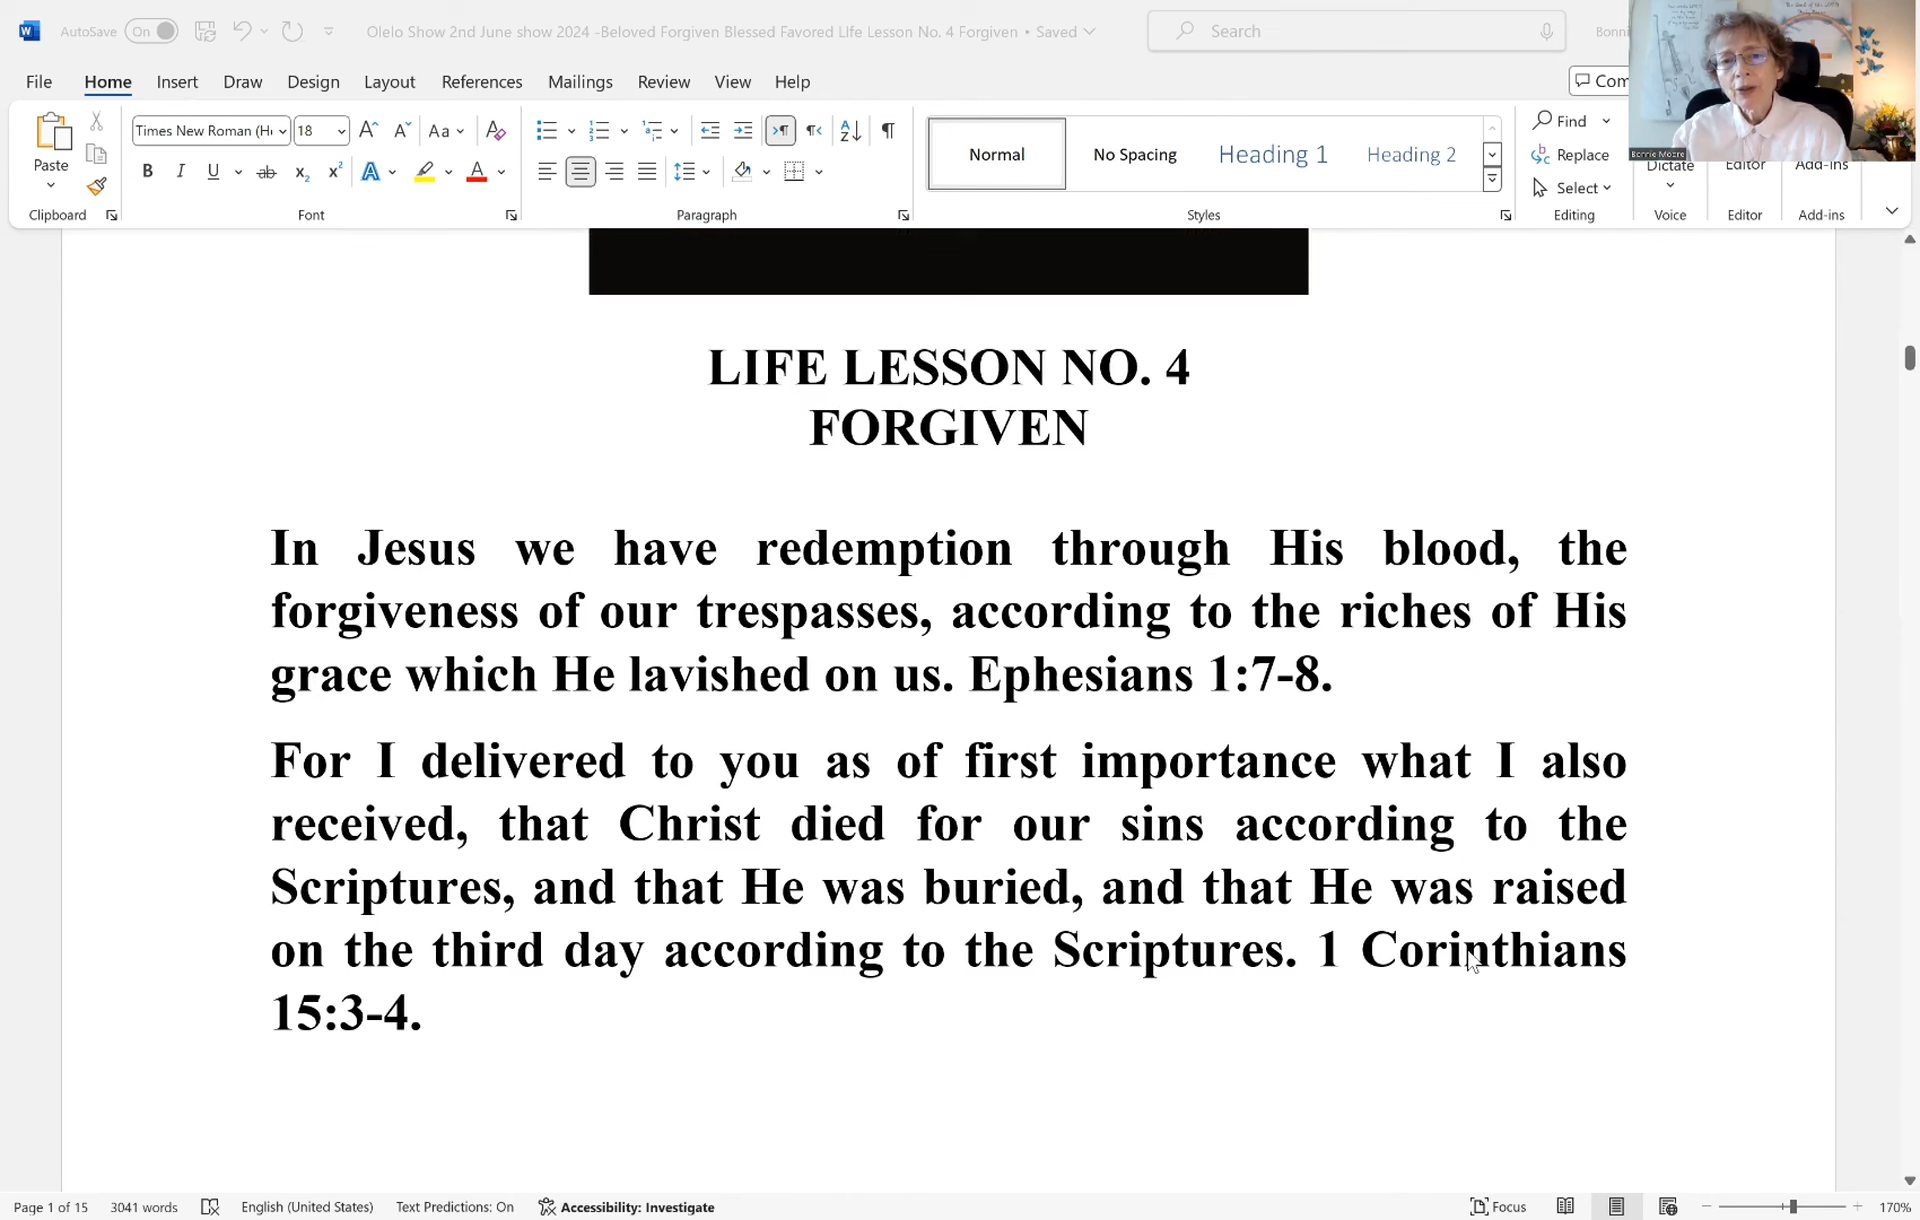 AutoSave On
Olelo Show 2nd June show 2024 -Beloved Forgiven Blessed Favored LIfe Lesson No. 4 Forgiven • Saved
Search
Bonni
File Home Insert Draw Design Layout References Mailings Review View Help
Com
Bonnie Moore
Paste
Clipboard
Times New Roman (He
18
Font
Paragraph
Normal
No Spacing
Heading 1
Heading 2
Styles
Find
Replace
Select
Editing
Dictate
Voice
Editor
Editor
Add-ins
Add-ins
LIFE LESSON NO. 4
FORGIVEN
In Jesus we have redemption through His blood, the
forgiveness of our trespasses, according to the riches of His
grace which He lavished on us. Ephesians 1:7-8.
For I delivered to you as of first importance what I also
received, that Christ died for our sins according to the
Scriptures, and that He was buried, and that He was raised
on the third day according to the Scriptures. 1 Corinthians
15:3-4.
Page 1 of 15 3041 words English (United States) Text Predictions: On Accessibility: Investigate Focus 170%